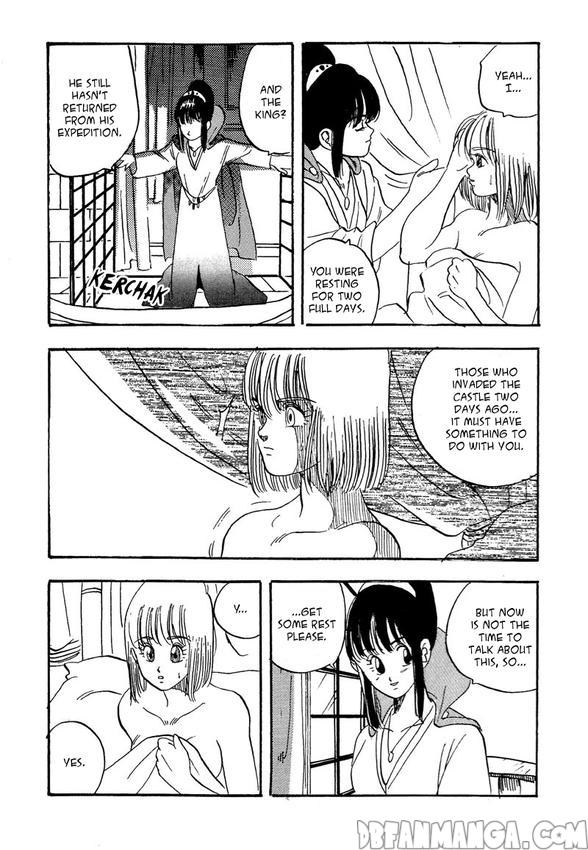 YEAH...
I...
YOU WERE
RESTING
FOR TWO
FULL DAYS.
AND
THE
KING?
HE STILL
HASN'T
RETURNED
FROM HIS
EXPEDITION.
KERCHAK
THOSE WHO
INVADED THE
CASTLE TWO
DAYS AGO...
IT MUST HAVE
SOMETHING TO
DO WITH YOU.
BUT NOW
IS NOT THE
TIME TO
TALK ABOUT
THIS, SO...
...GET
SOME REST
PLEASE.
Y...
YES.
DBFANMANGA.COM